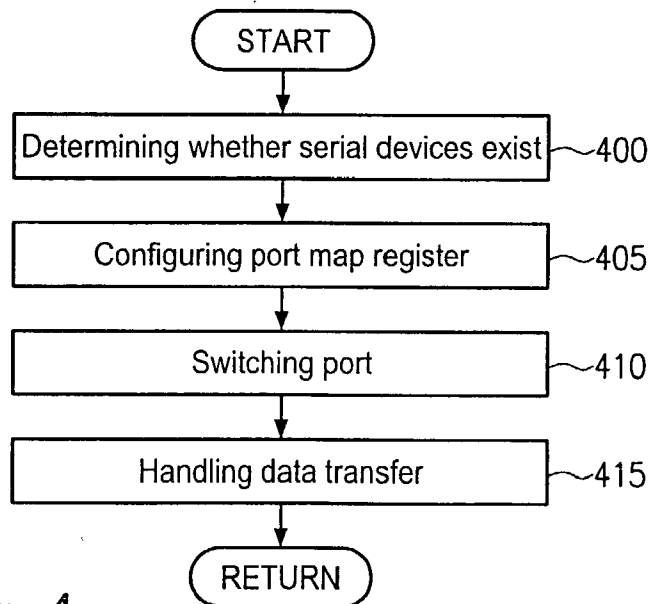 START
Determining whether serial devices exist 400
Configuring port map register 405
Switching port 410
Handling data transfer 415
RETURN
4